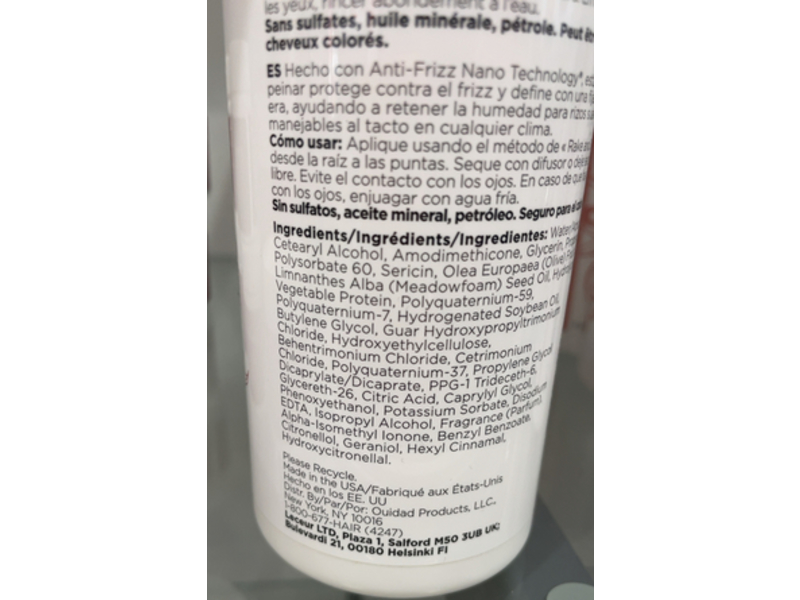 les yeux, rincer abondamment à l'eau.
Sans sulfates, huile minérale, pétrole. Peut
cheveux colorés.
ES Hecho con Anti-Frizz Nano Technology*,
peinar protege contra el frizz y define con una
era, ayudando a retener la humedad para rizos
manejables al tacto en cualquier clima.
Cómo usar: Aplique usando el método de « Rake
desde la raíz a las puntas. Seque con difusor o
libre. Evite el contacto con los ojos. En caso de
con los ojos, enjuagar con agua fría.
Sin sulfatos, aceite mineral, petróleo. Seguro para
Ingredients/Ingrédients/Ingredientes:
Cetearyl Alcohol, Amodimethicone, Glycerin,
Polysorbate 60, Sericin, Olea Europaea (Olive)
Limnanthes Alba (Meadowfoam) Seed Oil,
Vegetable Protein, Polyquaternium-59,
Polyquaternium-7, Hydrogenated Soybean Oil,
Butylene Glycol, Guar Hydroxypropyltrimonium
Chloride, Hydroxyethylcellulose,
Behentrimonium Chloride, Cetrimonium
Chloride, Polyquaternium-37, Propylene Glycol
Dicaprylate/Dicaprate, PPG-1 Trideceth-6,
Glycereth-26, Citric Acid, Caprylyl Glycol,
Phenoxyethanol, Potassium Sorbate, Disodium
EDTA, Isopropyl Alcohol, Fragrance (Parfum),
Alpha-Isomethyl Ionone, Benzyl Benzoate,
Citronellol, Geraniol, Hexyl Cinnamal,
Hydroxycitronellal.
Please Recycle.
Made in the USA/Fabriqué aux États-Unis
Hecho en los EE. UU
Distr. By/Par/Por: Ouidad Products, LLC.,
New York, NY 10016
1-800-677-HAIR (4247)
Leceur LTD, Plaza 1, Salford M50 3UB UK;
Bulevardi 21, 00180 Helsinki FI